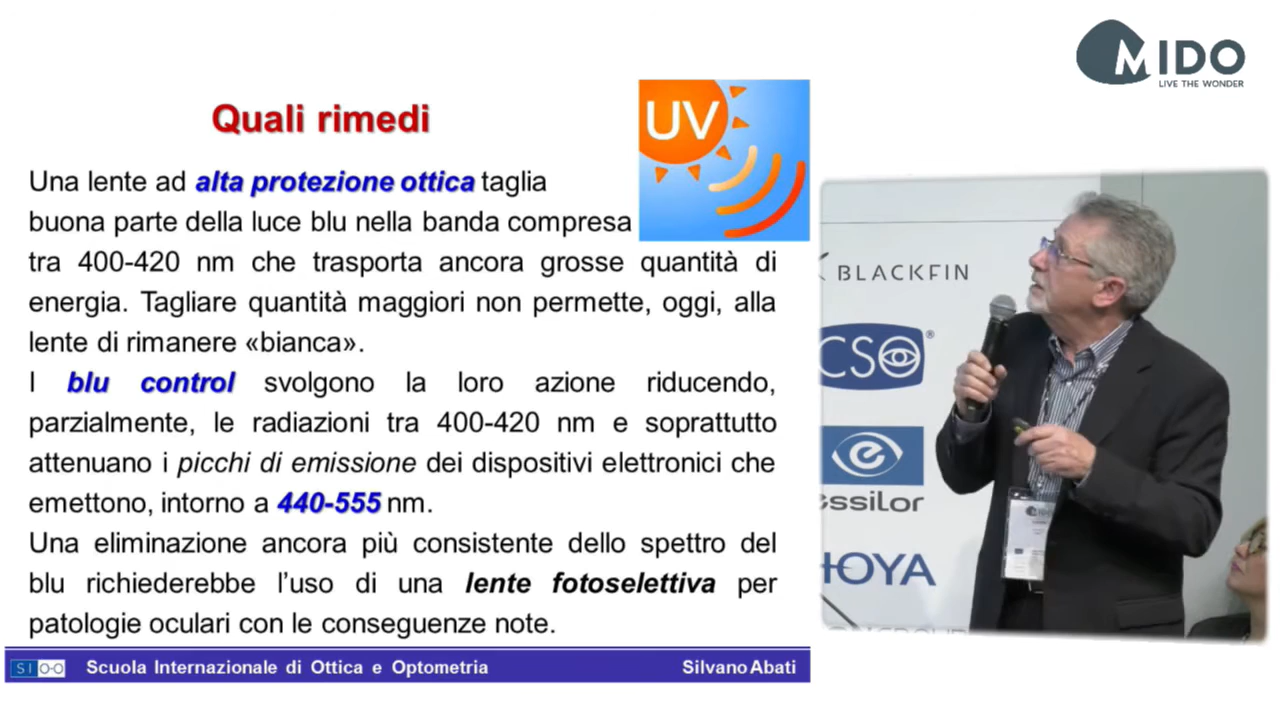 MIDO
LIVE THE WONDER
UV
Quali rimedi
Una lente ad alta protezione ottica taglia
buona parte della luce blu nella banda compresa
tra 400-420 nm che trasporta ancora grosse quantità di
energia. Tagliare quantità maggiori non permette, oggi, alla
lente di rimanere «bianca».
I blu control svolgono la loro azione riducendo,
parzialmente, le radiazioni tra 400-420 nm e soprattutto
attenuano i picchi di emissione dei dispositivi elettronici che
emettono, intorno a 440-555 nm.
Una eliminazione ancora più consistente dello spettro del
blu richiederebbe l'uso di una lente fotoselettiva per
patologie oculari con le conseguenze note.
SIOO Scuola Internazionale di Ottica e Optometria Silvano Abati
BLACKFIN
CSO®
essilor
HOYA